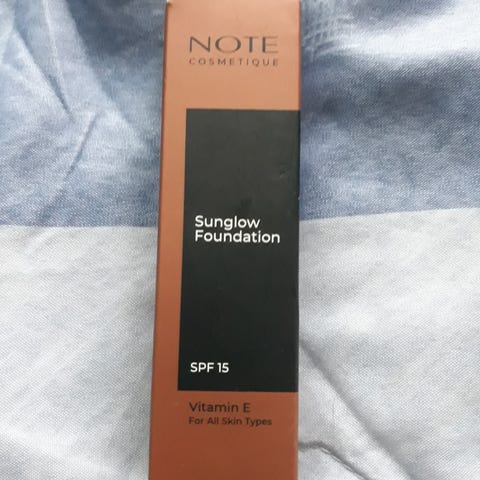 NOTE
COSMETIQUE
Sunglow
Foundation
SPF 15
Vitamin E
For All Skin Types